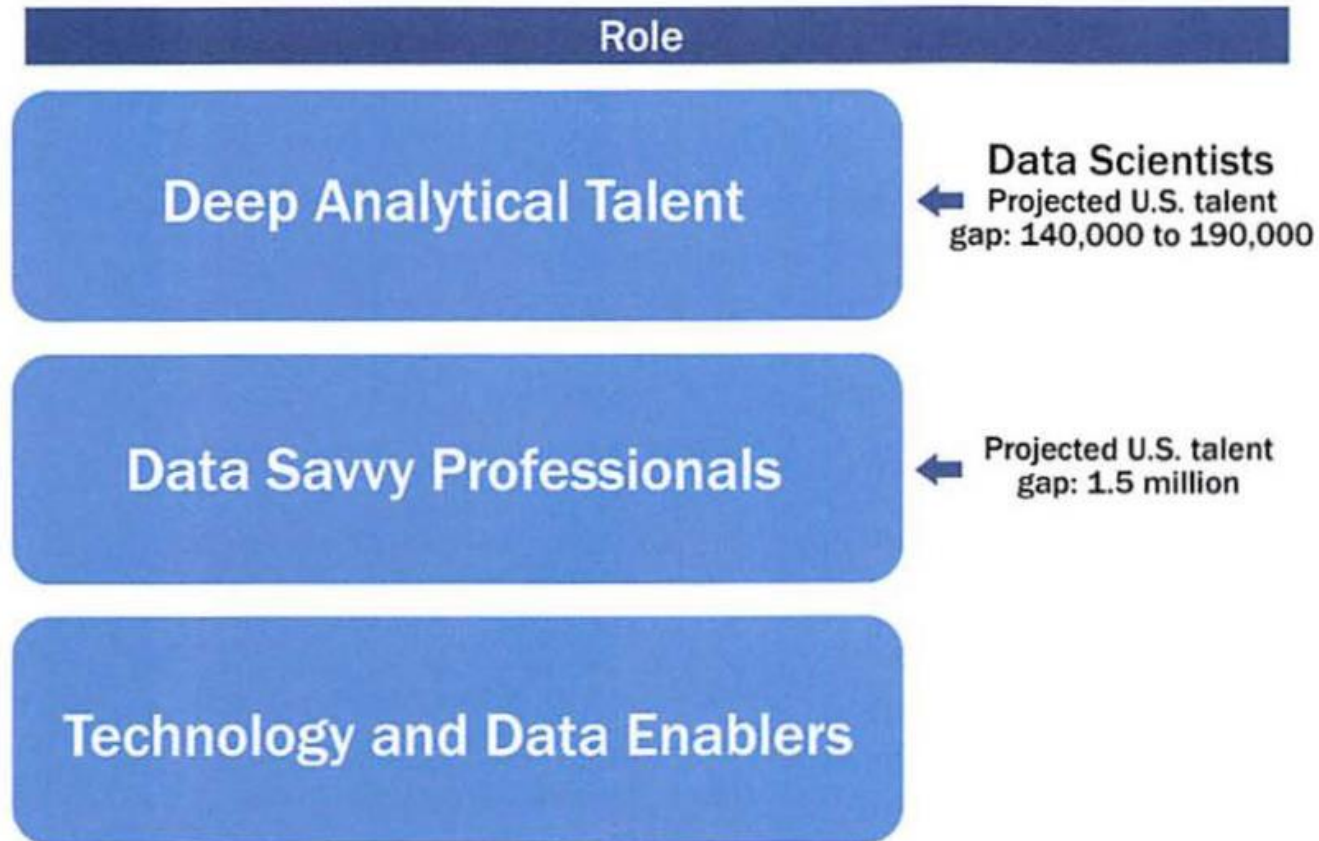 Role
Deep Analytical Talent
Data Scientists
Projected U.S. talent
gap: 140,000 to 190,000
Data Savvy Professionals
Projected U.S. talent
gap: 1.5 million
Technology and Data Enablers